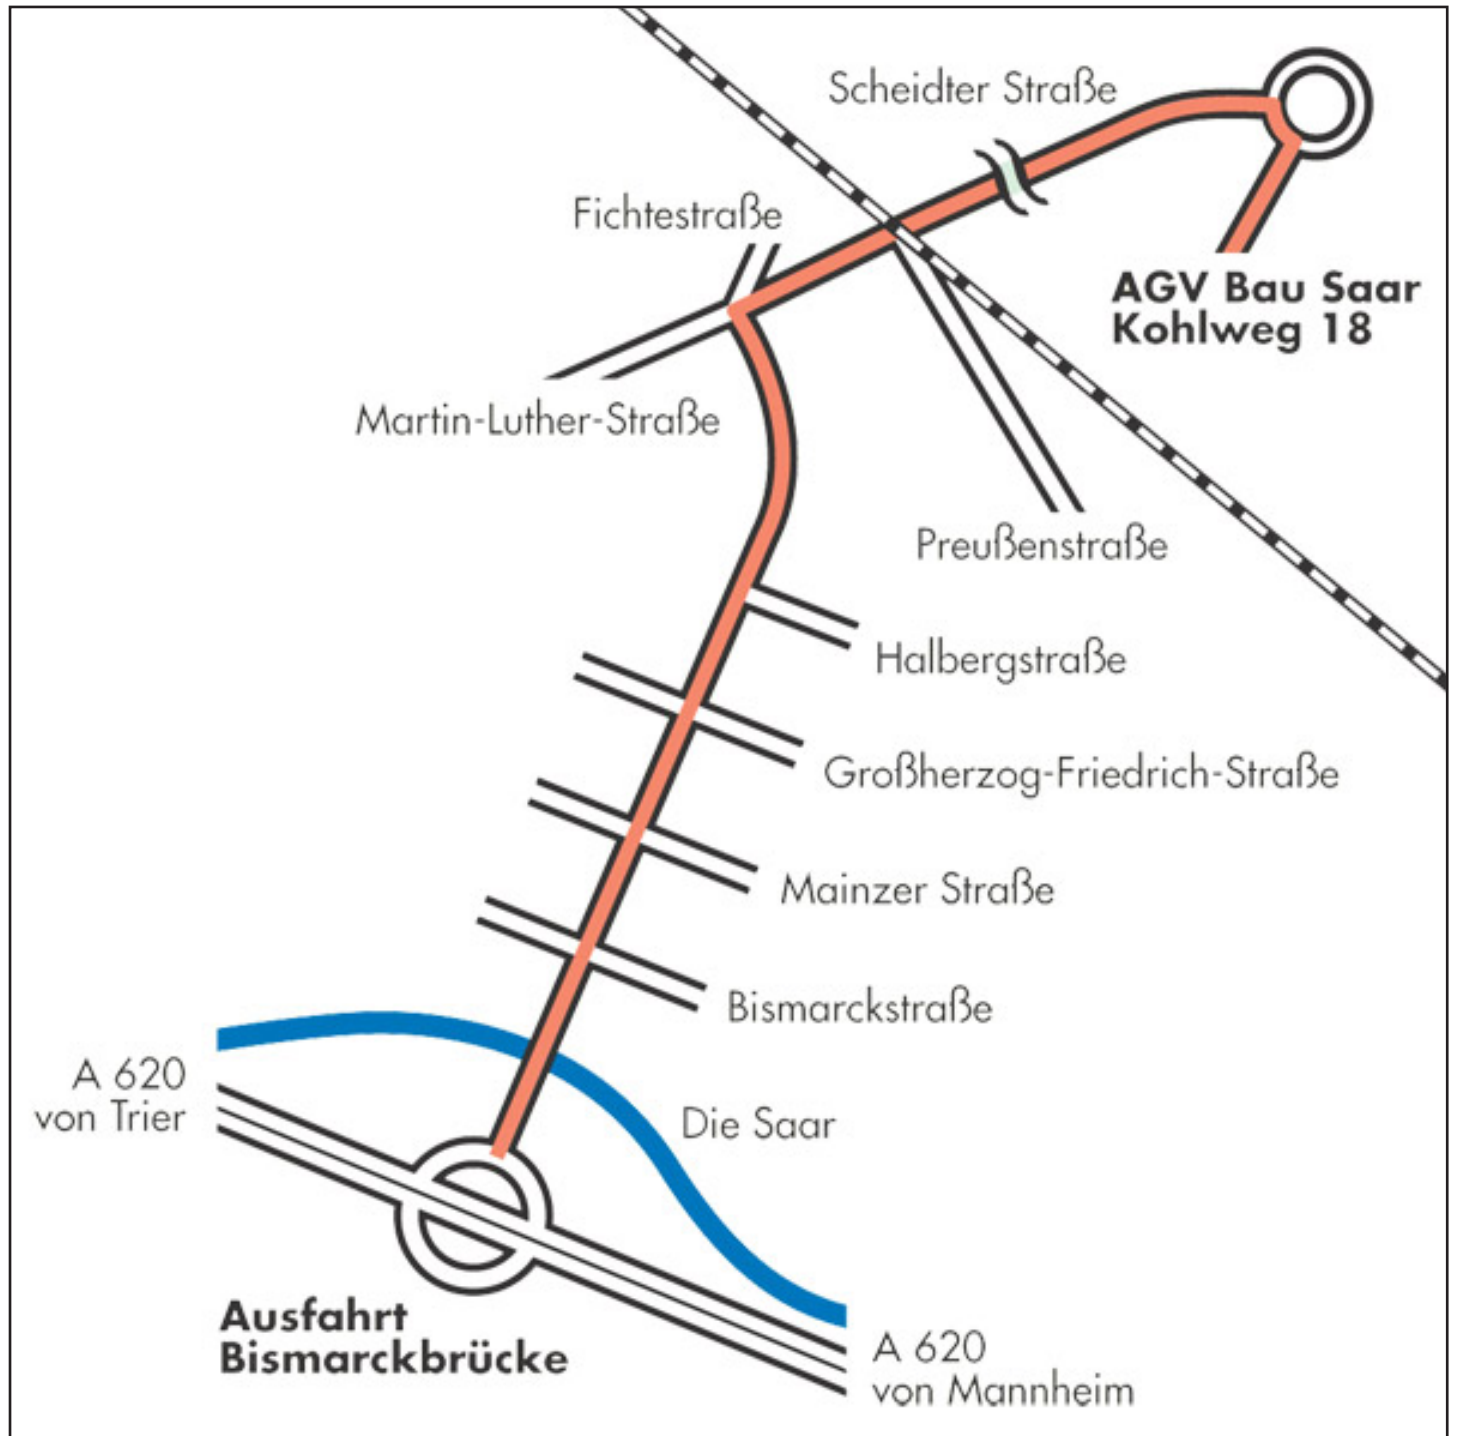 Scheidter Straße
Fichtestraße
AGV Bau Saar
Kohlweg 18
Martin-Luther-Straße
Preußenstraße
Halbergstraße
Großherzog-Friedrich-Straße
Mainzer Straße
Bismarckstraße
A 620
von Trier
Die Saar
Ausfahrt
Bismarckbrücke
A 620
von Mannheim